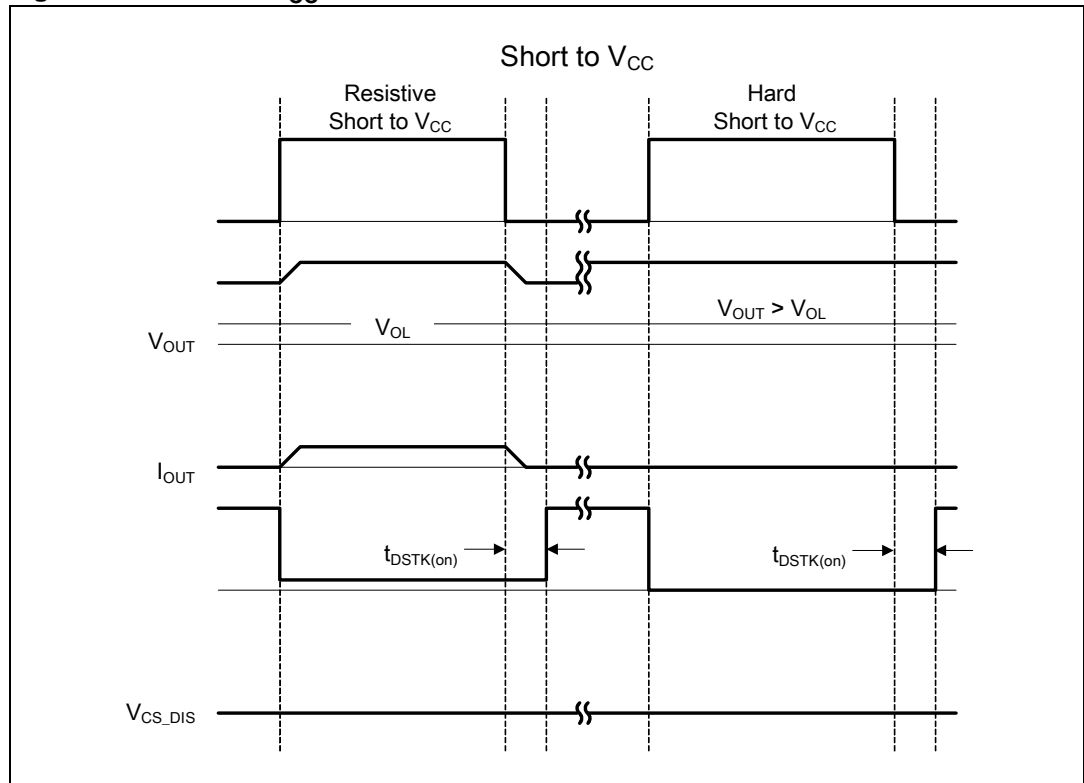 Short to VCC
Resistive
Short to VCC
Hard
Short to VCC
VOUT > VOL
VOL
VOUT
IOUT
tDSTK(on)
tDSTK(on)
VCS_DIS